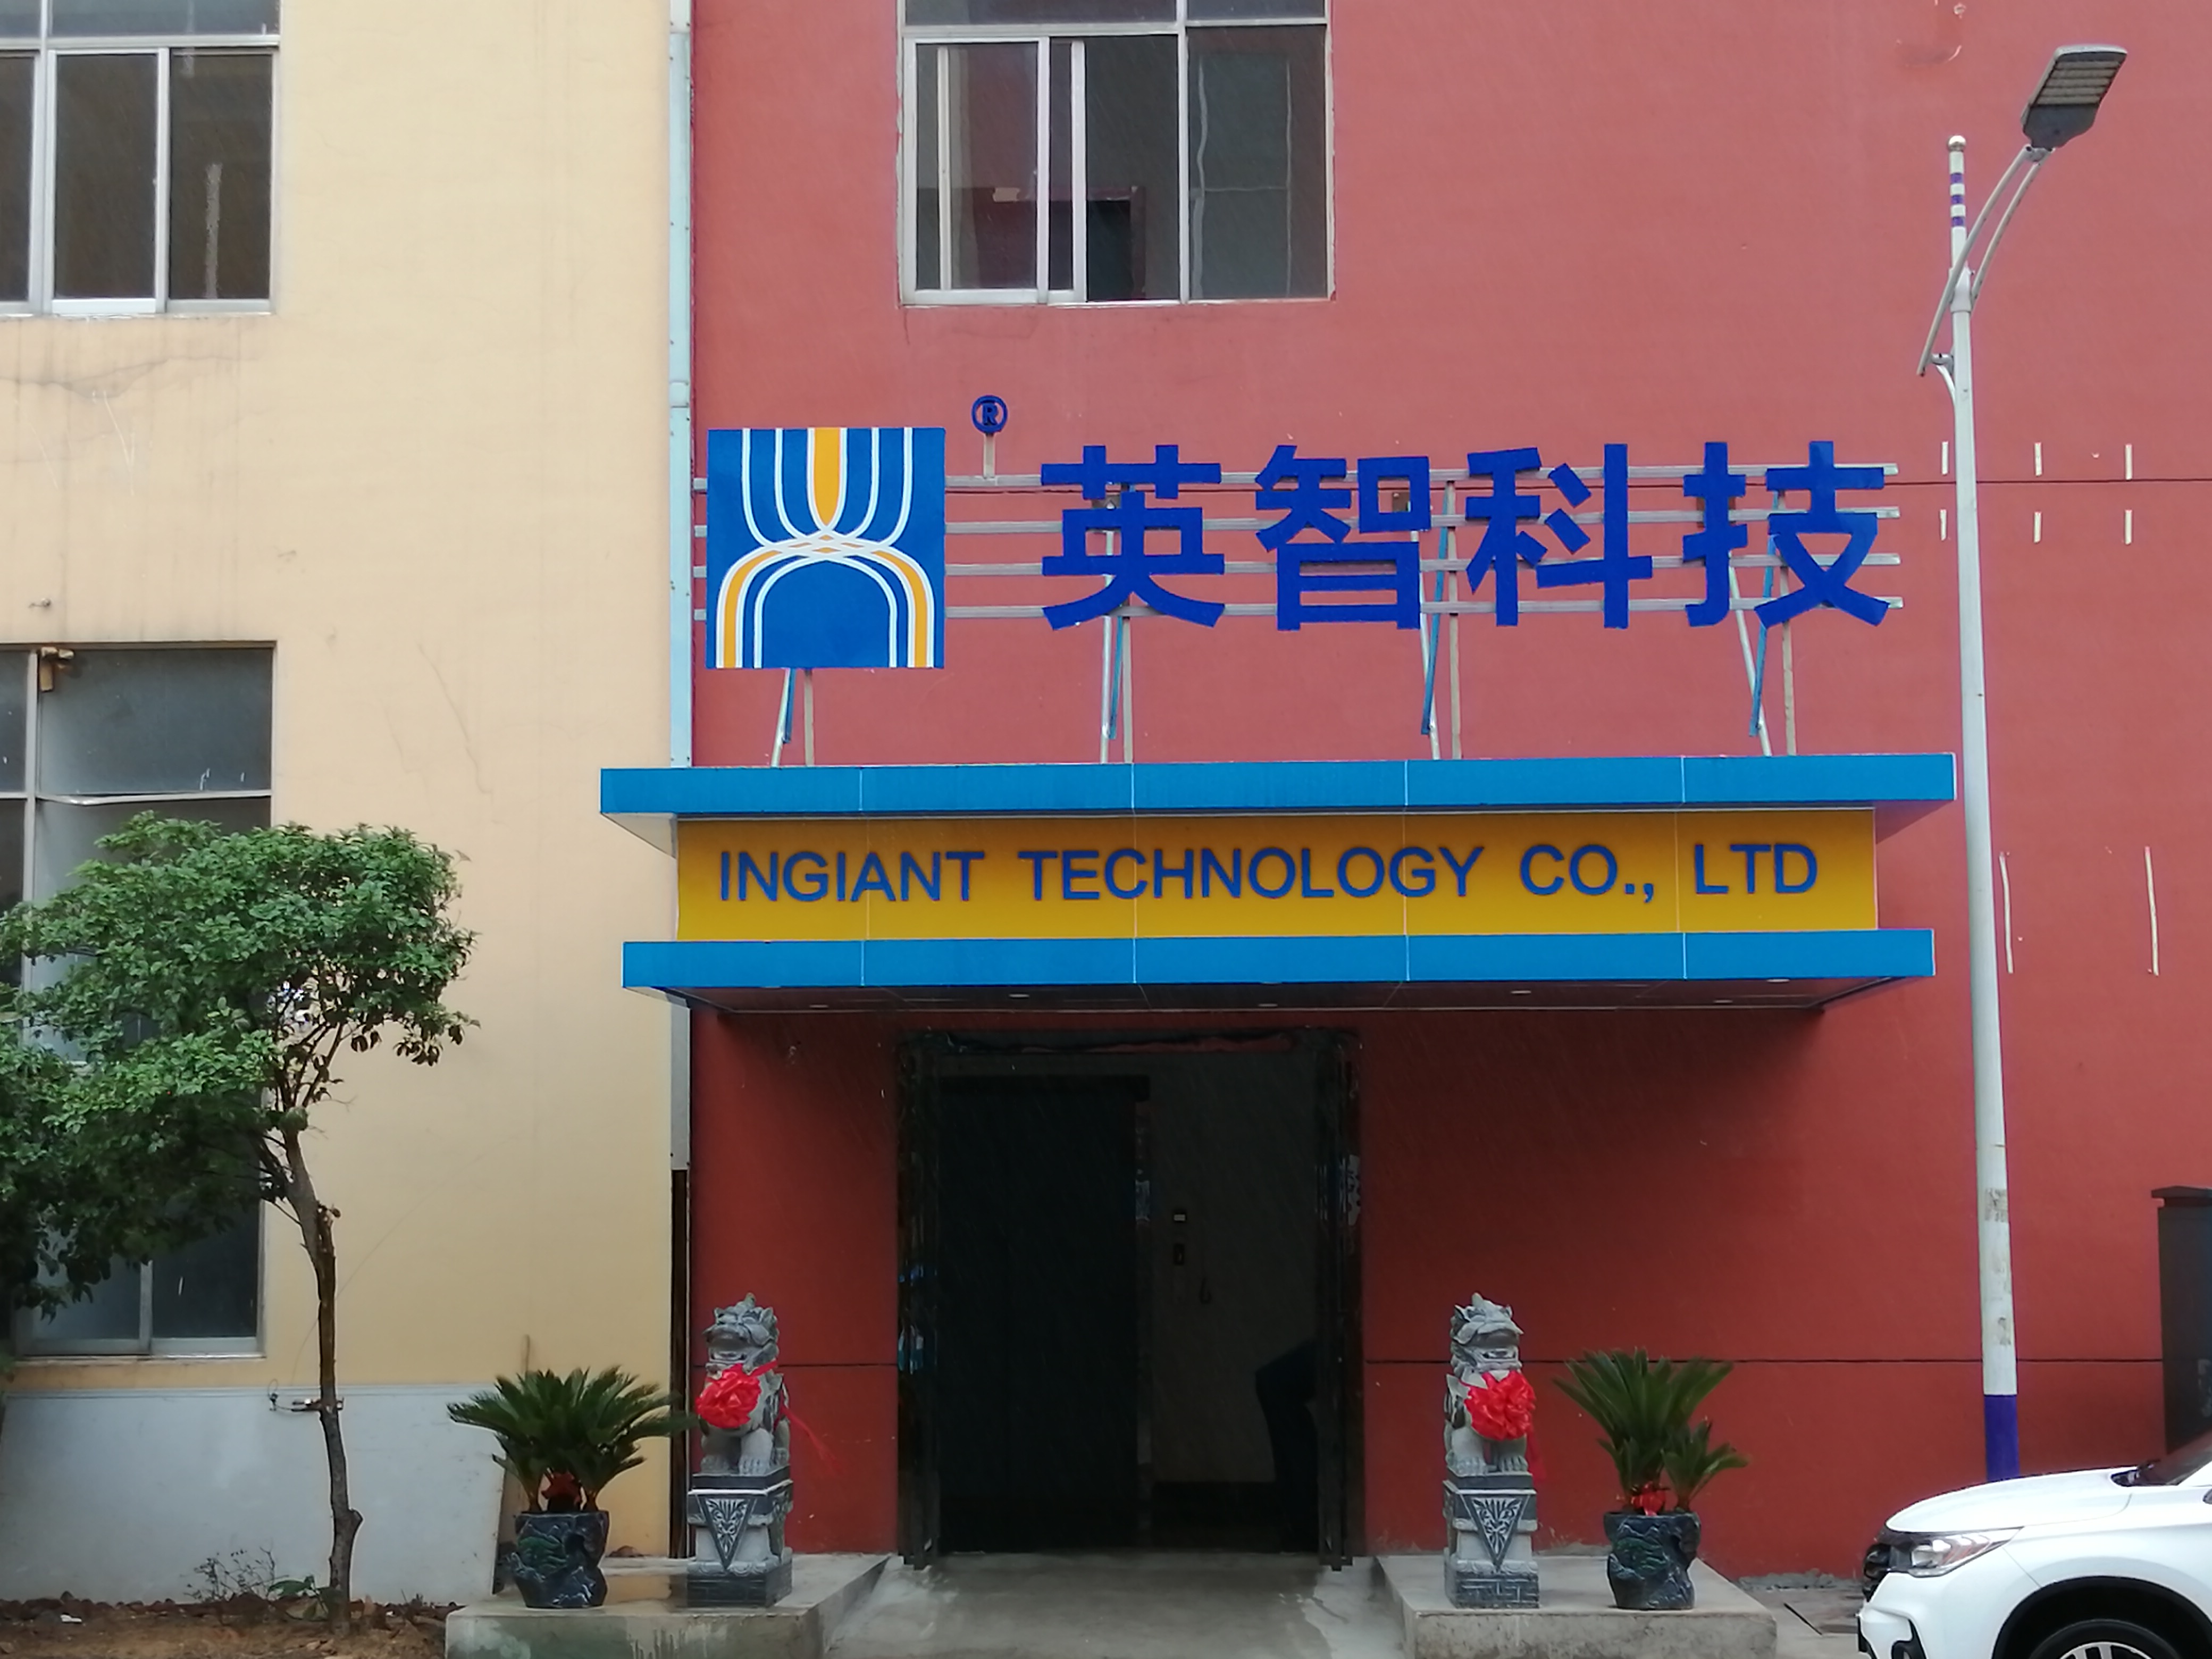 ® 英智科技
INGIANT TECHNOLOGY CO., LTD